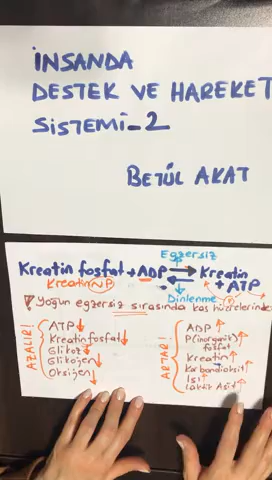 İNSANDA
DESTEK VE HAREKET
SİSTEMİ-2
BETÜL AKAT
Egzersiz
Kreatin fosfat + ADP ⇄ Kreatin + ATP
Kreatin~P
Dinlenme
P
Yoğun egzersiz sırasında kas hücrelerinde
AZALIR!
ATP ↓
Kreatin fosfat ↓
Glikoz ↓
Glikojen ↓
Oksijen ↓
ARTAR!
ADP ↑
P(inorganik) ↑
fosfat
Kreatin ↑
Karbondioksit ↑
Isı ↑
Laktik Asit ↑